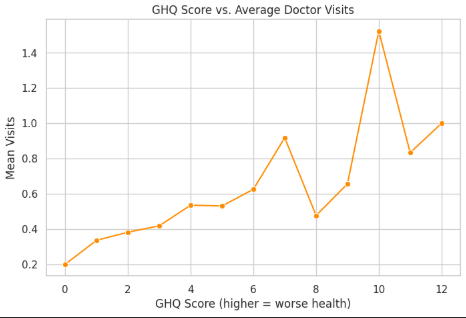 GHQ Score vs. Average Doctor Visits
1.4
1.2
1.0
0.8
0.6
0.4
0.2
Mean Visits
0 2 4 6 8 10 12
GHQ Score (higher = worse health)